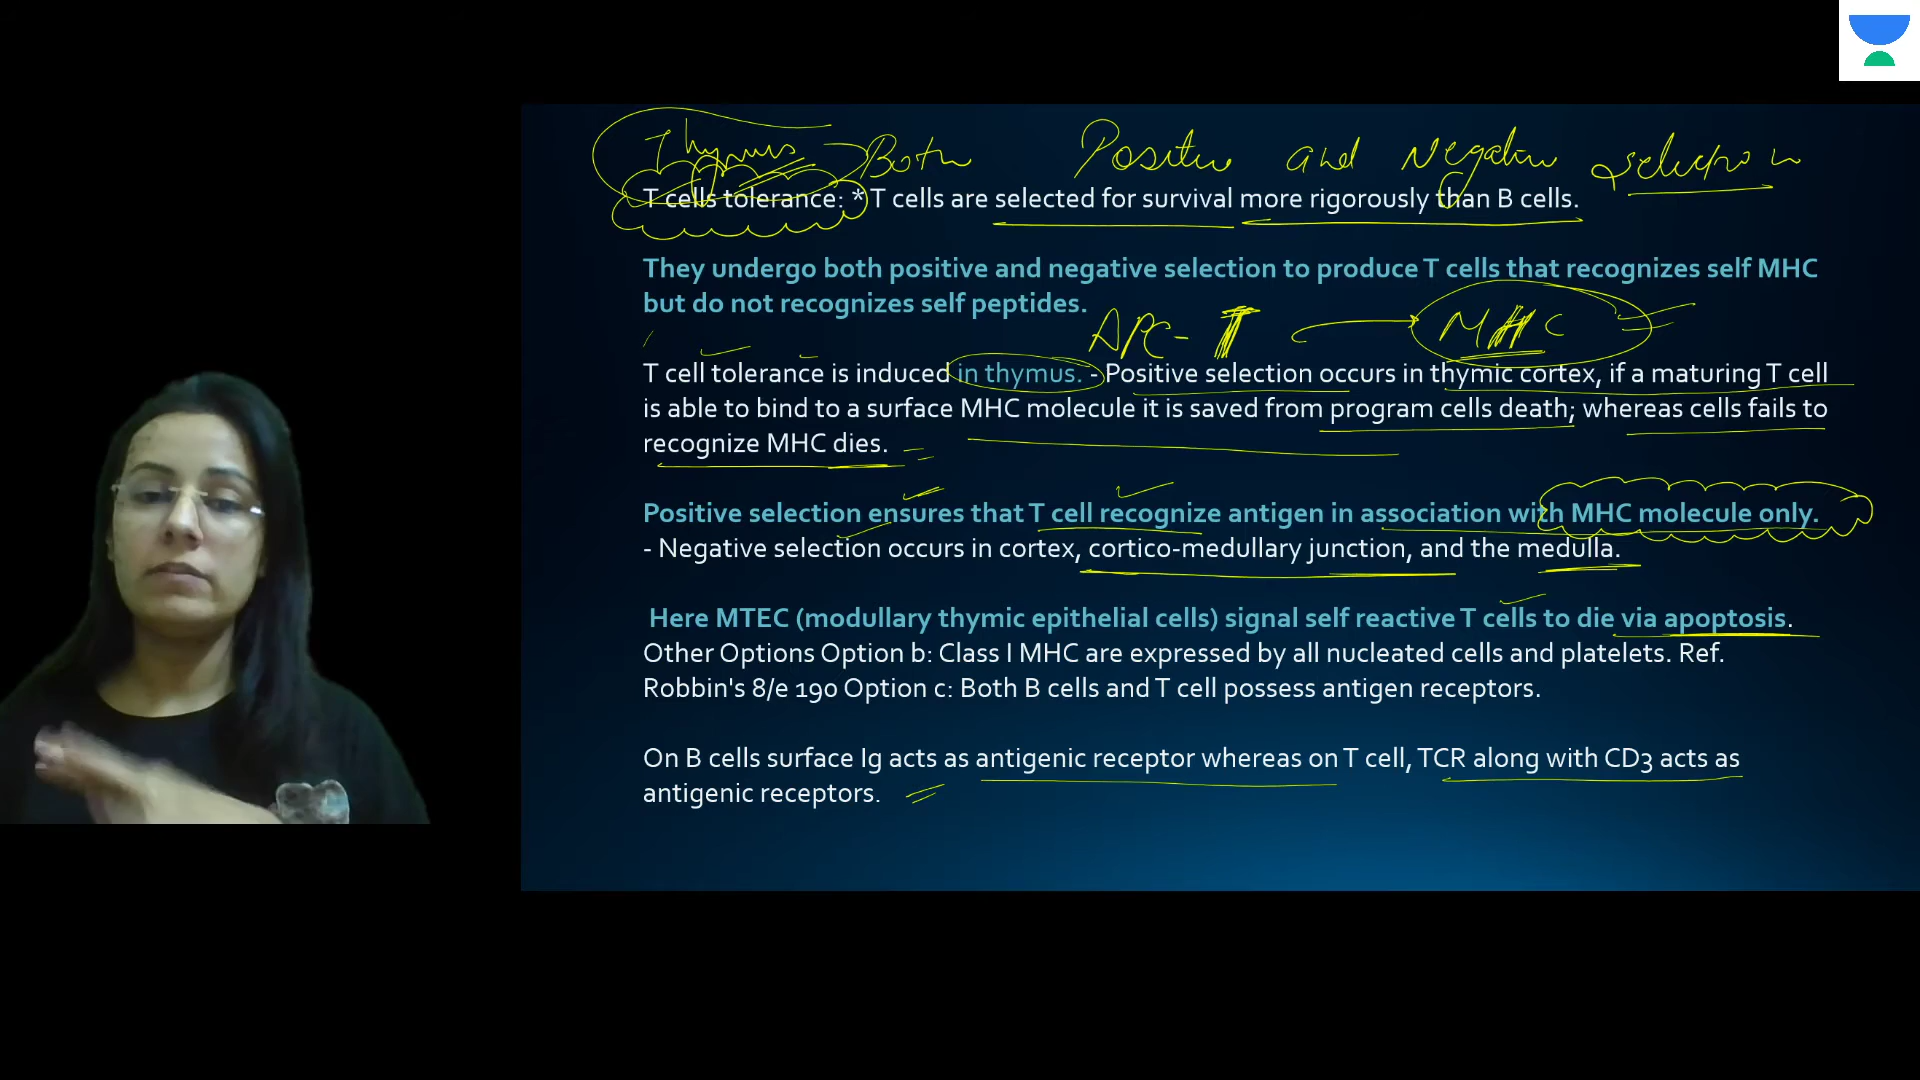 Thymus Both Positive and Negative Selection
T cells tolerance: * T cells are selected for survival more rigorously than B cells.
They undergo both positive and negative selection to produce T cells that recognizes self MHC
but do not recognizes self peptides.
APC - T MHC
T cell tolerance is induced in thymus. - Positive selection occurs in thymic cortex, if a maturing T cell
is able to bind to a surface MHC molecule it is saved from program cells death; whereas cells fails to
recognize MHC dies.
Positive selection ensures that T cell recognize antigen in association with MHC molecule only.
- Negative selection occurs in cortex, cortico-medullary junction, and the medulla.
Here MTEC (modullary thymic epithelial cells) signal self reactive T cells to die via apoptosis.
Other Options Option b: Class I MHC are expressed by all nucleated cells and platelets. Ref.
Robbin's 8/e 190 Option c: Both B cells and T cell possess antigen receptors.
On B cells surface Ig acts as antigenic receptor whereas on T cell, TCR along with CD3 acts as
antigenic receptors.